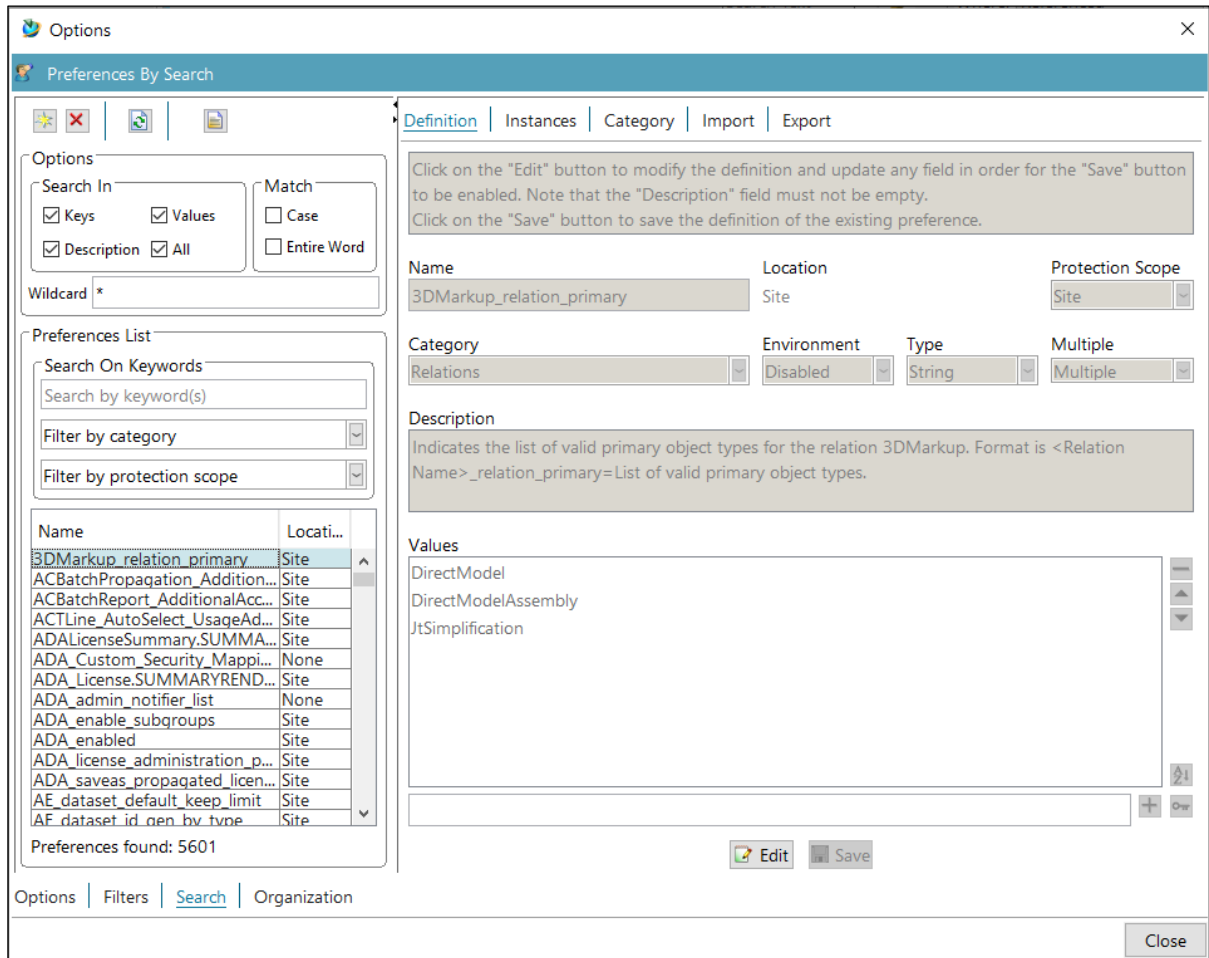 Options
Preferences By Search
Options
Search In
Match
Keys
Values
Case
Description
All
Entire Word
Wildcard *
Preferences List
Search On Keywords
Search by keyword(s)
Filter by category
Filter by protection scope
Name Locati...
3DMarkup_relation_primary Site
ACBatchPropagation_Addition... Site
ACBatchReport_AdditionalAcc... Site
ACTLine_AutoSelect_UsageAd... Site
ADALicenseSummary.SUMMA... Site
ADA_Custom_Security_Mappi... None
ADA_License.SUMMARYREND... Site
ADA_admin_notifier_list None
ADA_enable_subgroups Site
ADA_enabled Site
ADA_license_administration_p... Site
ADA_saveas_propagated_licen... Site
AE_dataset_default_keep_limit Site
AE_dataset_id_gen_by_type Site
Preferences found: 5601
Definition Instances Category Import Export
Click on the "Edit" button to modify the definition and update any field in order for the "Save" button
to be enabled. Note that the "Description" field must not be empty.
Click on the "Save" button to save the definition of the existing preference.
Name Location Protection Scope
3DMarkup_relation_primary Site Site
Category Environment Type Multiple
Relations Disabled String Multiple
Description
Indicates the list of valid primary object types for the relation 3DMarkup. Format is <Relation
Name>_relation_primary=List of valid primary object types.
Values
DirectModel
DirectModelAssembly
JtSimplification
Edit Save
Options Filters Search Organization
Close